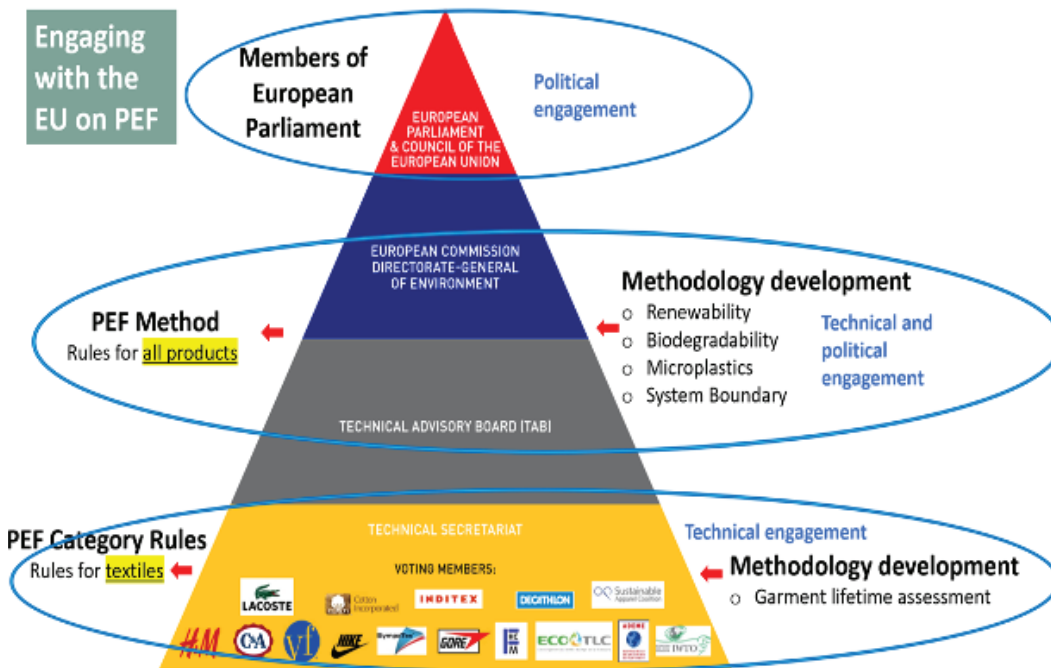 Engaging
with the
EU on PEF
Members of
European
Parliament
Political
engagement
EUROPEAN
PARLIAMENT
& COUNCIL OF THE
EUROPEAN UNION
EUROPEAN COMMISSION
DIRECTORATE-GENERAL
OF ENVIRONMENT
PEF Method
Rules for all products
Methodology development
o Renewability
o Biodegradability
o Microplastics
o System Boundary
Technical and
political
engagement
TECHNICAL ADVISORY BOARD (TAB)
TECHNICAL SECRETARIAT
PEF Category Rules
Rules for textiles
Technical engagement
Methodology development
o Garment lifetime assessment
VOTING MEMBERS:
LACOSTE
Cotton
Incorporated
INDITEX
DECATHLON
Sustainable
Apparel Coalition
H&M
C&A
vf
NIKE
GORE
ECO TLC
ADEME
IWTO